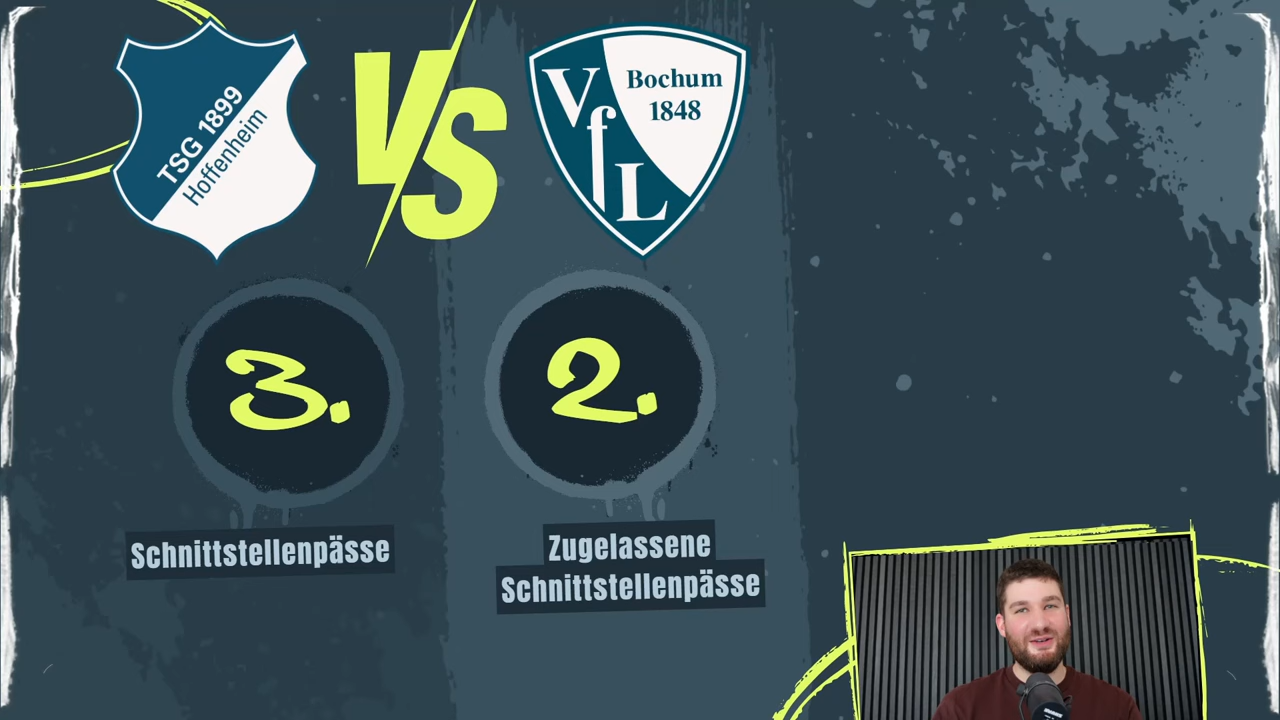 TSG 1899
Hoffenheim
VS
VfL
Bochum
1848
3.
2.
Schnittstellenpässe
Zugelassene
Schnittstellenpässe